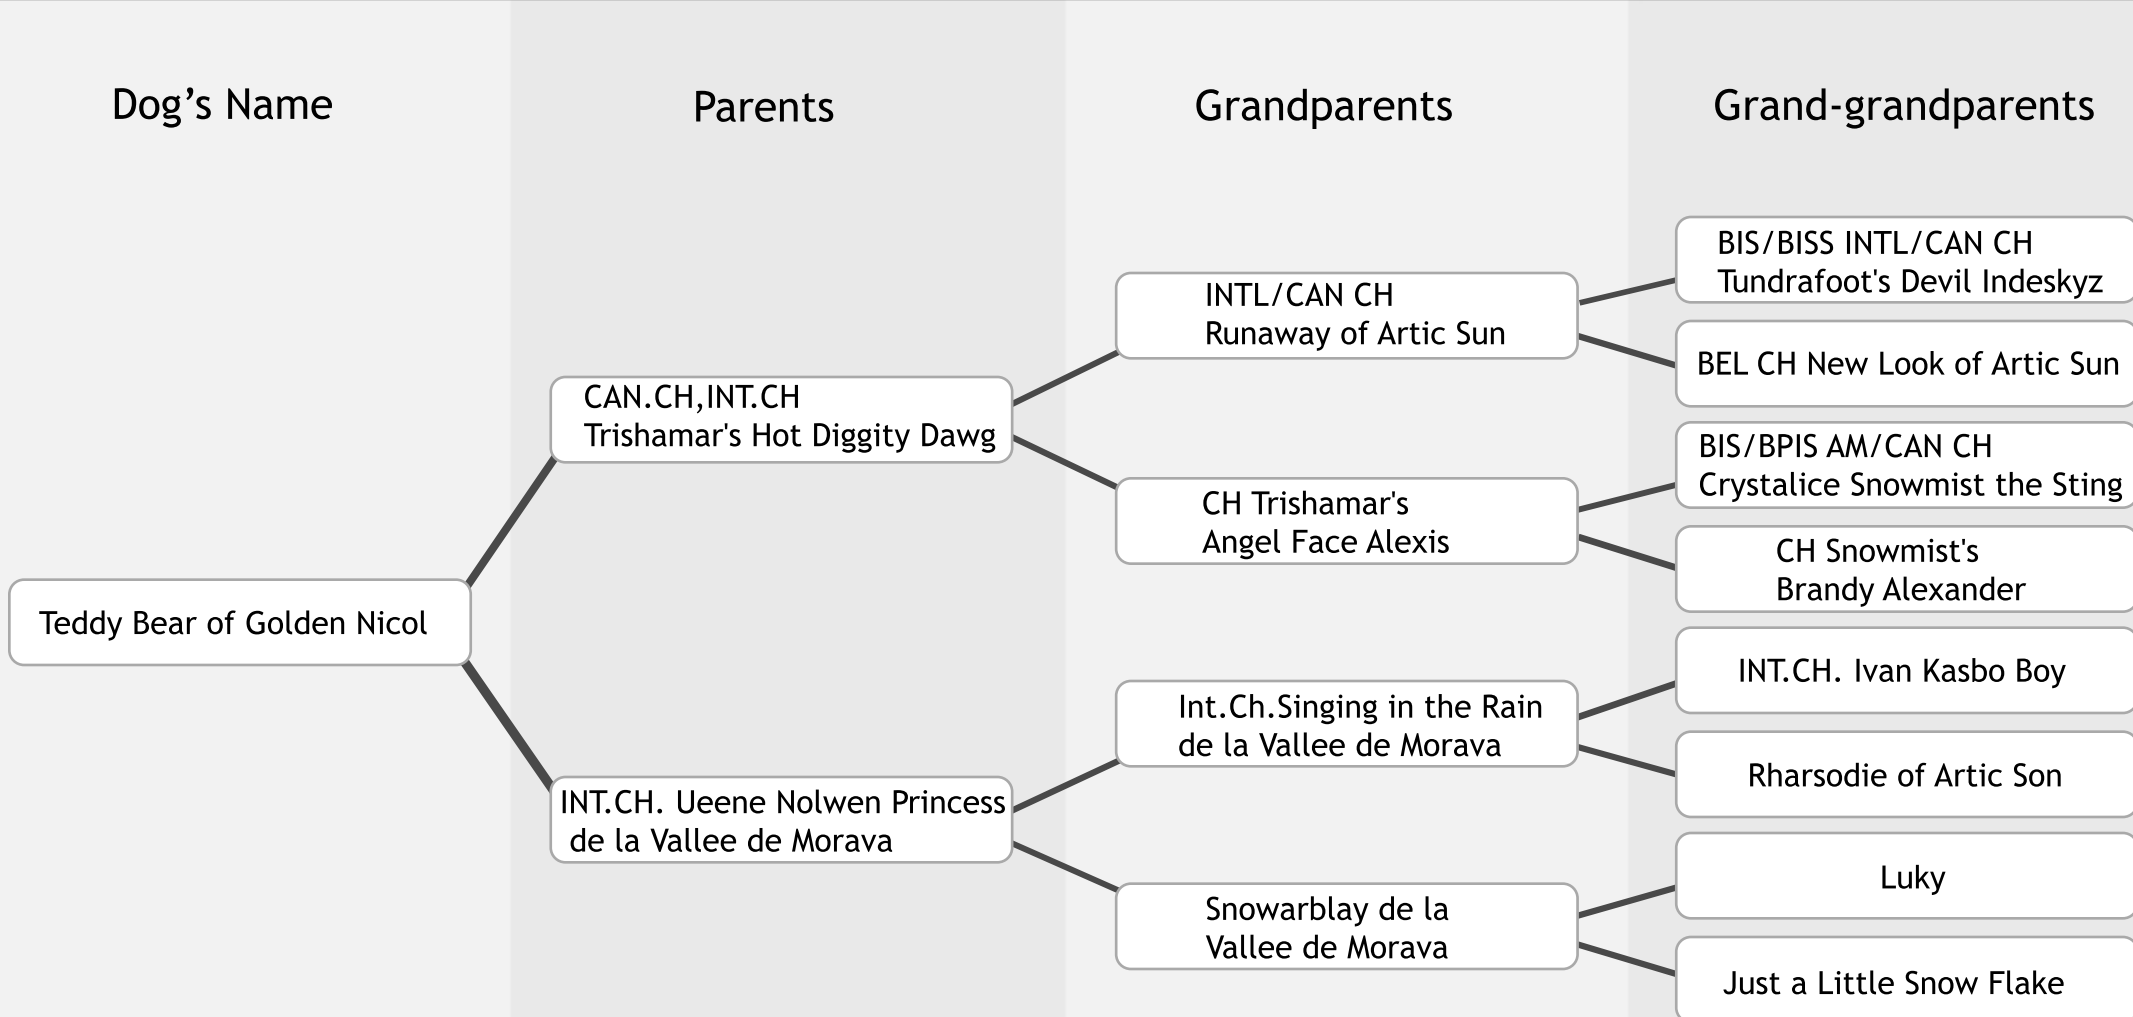 Dog’s Name
Parents
Grandparents
Grand-grandparents
Teddy Bear of Golden Nicol
CAN.CH,INT.CH
Trishamar's Hot Diggity Dawg
INT.CH. Ueene Nolwen Princess
de la Vallee de Morava
INTL/CAN CH
Runaway of Artic Sun
CH Trishamar's
Angel Face Alexis
Int.Ch.Singing in the Rain
de la Vallee de Morava
Snowarblay de la
Vallee de Morava
BIS/BISS INTL/CAN CH
Tundrafoot's Devil Indeskyz
BEL CH New Look of Artic Sun
BIS/BPIS AM/CAN CH
Crystalice Snowmist the Sting
CH Snowmist's
Brandy Alexander
INT.CH. Ivan Kasbo Boy
Rharsodie of Artic Son
Luky
Just a Little Snow Flake